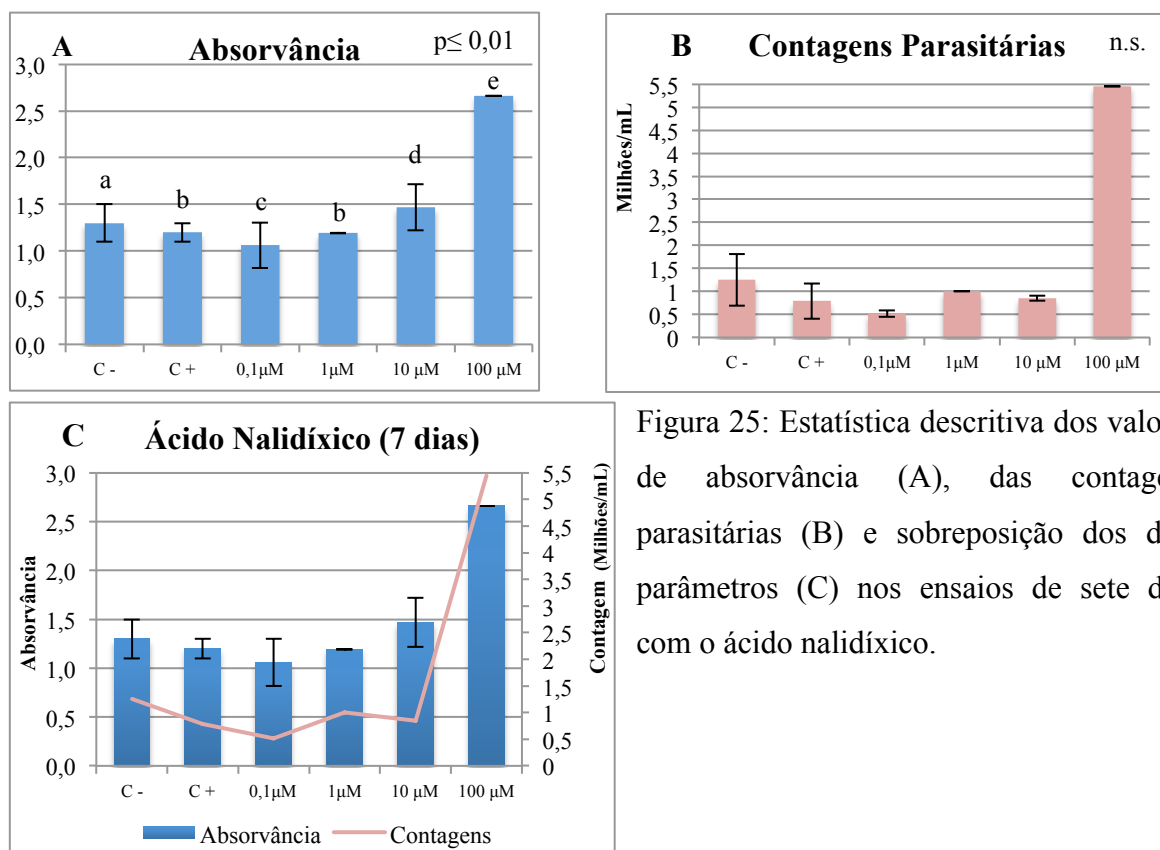 A Absorvância p≤ 0,01
3,0
2,5
2,0
1,5
1,0
0,5
0,0
a b c b d e
C - C + 0,1μM 1μM 10 μM 100 μM
B Contagens Parasitárias n.s.
Milhões/mL
5,5
5
4,5
4
3,5
3
2,5
2
1,5
1
0,5
0
C - C + 0,1μM 1μM 10 μM 100 μM
C Ácido Nalidíxico (7 dias)
Absorvância
3,0
2,5
2,0
1,5
1,0
0,5
0,0
5,5
5
4,5
4
3,5
3
2,5
2
1,5
1
0,5
0
Contagem (Milhões/mL)
C - C + 0,1μM 1μM 10 μM 100 μM
Absorvância Contagens
Figura 25: Estatística descritiva dos valo
de absorvância (A), das contage
parasitárias (B) e sobreposição dos d
parâmetros (C) nos ensaios de sete d
com o ácido nalidíxico.